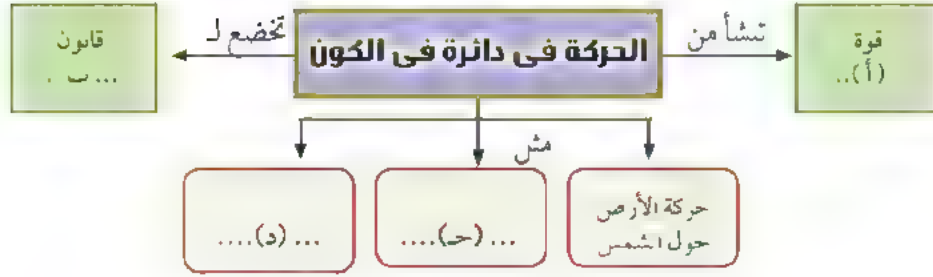 قوة
(أ)..
تنشأ من
الحركة فى دائرة فى الكون
تخضع لـ
قانون
... ب .
مثل
حركة الأرض
حول الشمس
... (حـ)....
... (د)....